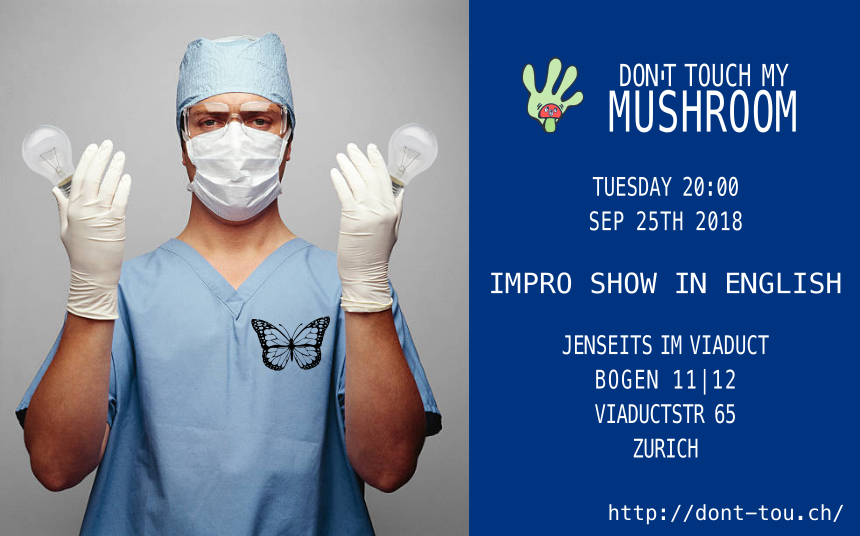 DON'T TOUCH MY
MUSHROOM
TUESDAY 20:00
SEP 25TH 2018
IMPRO SHOW IN ENGLISH
JENSEITS IM VIADUCT
BOGEN 11|12
VIADUCTSTR 65
ZURICH
http://dont-tou.ch/